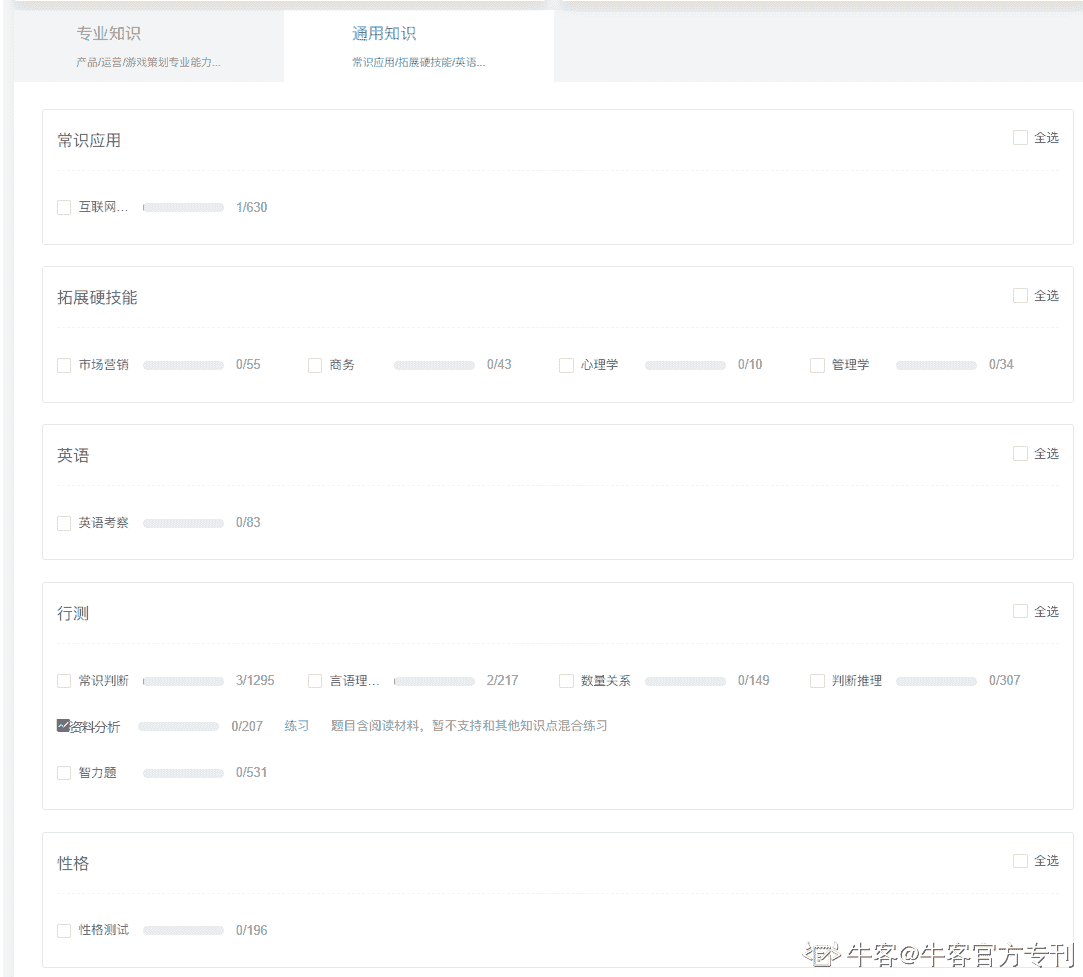 专业知识 通用知识
产品/运营/游戏策划专业能力... 常识应用/拓展硬技能/英语...
常识应用 全选
互联网... 1/630
拓展硬技能 全选
市场营销 0/55 商务 0/43 心理学 0/10 管理学 0/34
英语 全选
英语考察 0/83
行测 全选
常识判断 3/1295 言语理... 2/217 数量关系 0/149 判断推理 0/307
资料分析 0/207 练习 题目含阅读材料，暂不支持和其他知识点混合练习
智力题 0/531
性格 全选
性格测试 0/196
牛客@牛客官方专刊